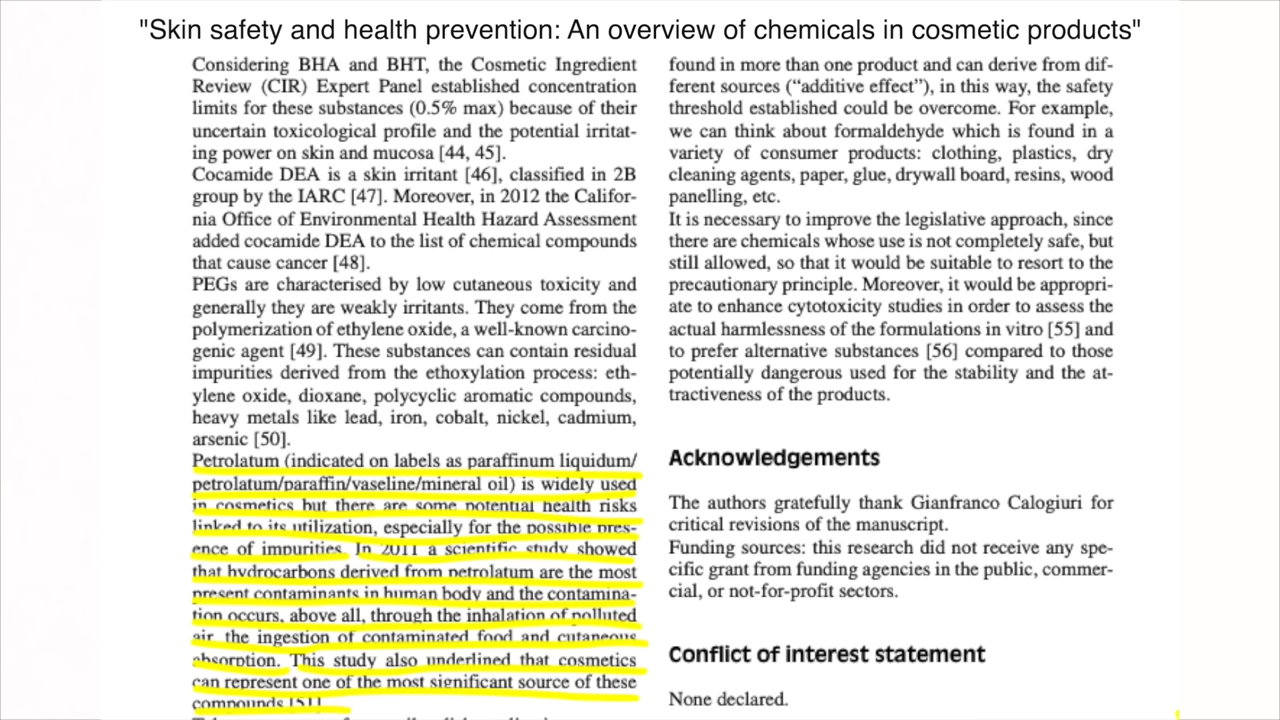 "Skin safety and health prevention: An overview of chemicals in cosmetic products"
Considering BHA and BHT, the Cosmetic Ingredient
Review (CIR) Expert Panel established concentration
limits for these substances (0.5% max) because of their
uncertain toxicological profile and the potential irritat-
ing power on skin and mucosa [44, 45].
Cocamide DEA is a skin irritant [46], classified in 2B
group by the IARC [47]. Moreover, in 2012 the Califor-
nia Office of Environmental Health Hazard Assessment
added cocamide DEA to the list of chemical compounds
that cause cancer [48].
PEGs are characterised by low cutaneous toxicity and
generally they are weakly irritants. They come from the
polymerization of ethylene oxide, a well-known carcino-
genic agent [49]. These substances can contain residual
impurities derived from the ethoxylation process: eth-
ylene oxide, dioxane, polycyclic aromatic compounds,
heavy metals like lead, iron, cobalt, nickel, cadmium,
arsenic [50].
Petrolatum (indicated on labels as paraffinum liquidum/
petrolatum/paraffin/vaseline/mineral oil) is widely used
in cosmetics but there are some potential health risks
linked to its utilization, especially for the possible pres-
ence of impurities. In 2011 a scientific study showed
that hydrocarbons derived from petrolatum are the most
present contaminants in human body and the contamina-
tion occurs, above all, through the inhalation of polluted
air, the ingestion of contaminated food and cutaneous
absorption. This study also underlined that cosmetics
can represent one of the most significant source of these
compounds [51].
found in more than one product and can derive from dif-
ferent sources (“additive effect”), in this way, the safety
threshold established could be overcome. For example,
we can think about formaldehyde which is found in a
variety of consumer products: clothing, plastics, dry
cleaning agents, paper, glue, drywall board, resins, wood
panelling, etc.
It is necessary to improve the legislative approach, since
there are chemicals whose use is not completely safe, but
still allowed, so that it would be suitable to resort to the
precautionary principle. Moreover, it would be appropri-
ate to enhance cytotoxicity studies in order to assess the
actual harmlessness of the formulations in vitro [55] and
to prefer alternative substances [56] compared to those
potentially dangerous used for the stability and the at-
tractiveness of the products.
Acknowledgements
The authors gratefully thank Gianfranco Calogiuri for
critical revisions of the manuscript.
Funding sources: this research did not receive any spe-
cific grant from funding agencies in the public, commer-
cial, or not-for-profit sectors.
Conflict of interest statement
None declared.